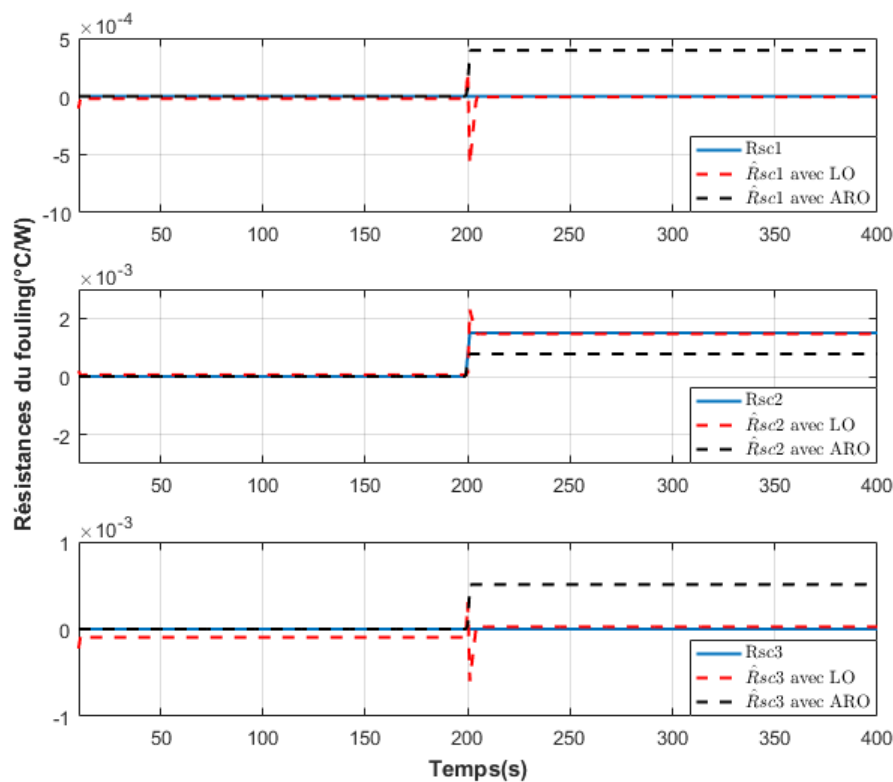 ×10⁻⁴
5
0
-5
-10
50 100 150 200 250 300 350 400
Rsc1
R̂sc1 avec LO
R̂sc1 avec ARO
Résistances du fouling(°C/W)
×10⁻³
2
0
-2
50 100 150 200 250 300 350 400
Rsc2
R̂sc2 avec LO
R̂sc2 avec ARO
×10⁻³
1
0
-1
50 100 150 200 250 300 350 400
Rsc3
R̂sc3 avec LO
R̂sc3 avec ARO
Temps(s)